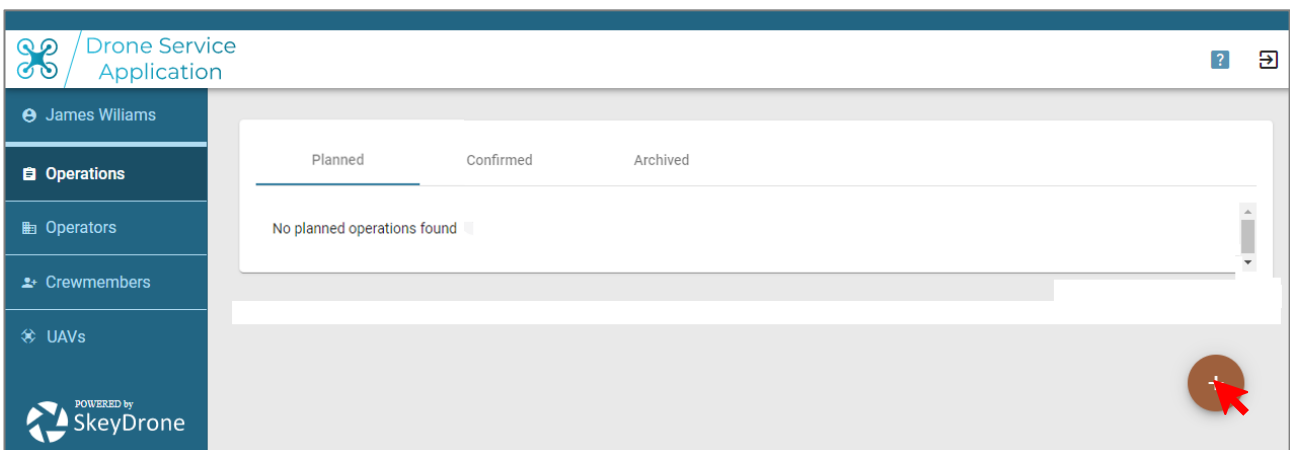 Drone Service
Application
?
James Wiliams
Operations
Operators
Crewmembers
UAVs
POWERED by
SkeyDrone
Planned Confirmed Archived
No planned operations found
+